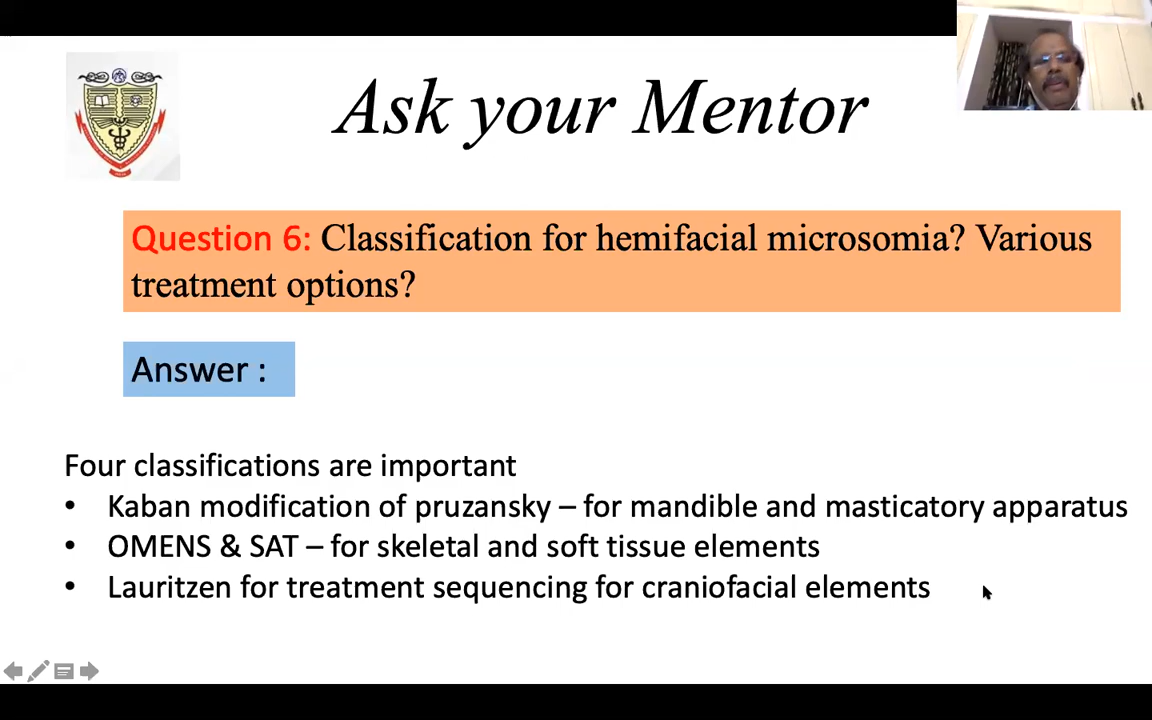 Ask your Mentor
Question 6: Classification for hemifacial microsomia? Various
treatment options?
Answer :
Four classifications are important
• Kaban modification of pruzansky – for mandible and masticatory apparatus
• OMENS & SAT – for skeletal and soft tissue elements
• Lauritzen for treatment sequencing for craniofacial elements